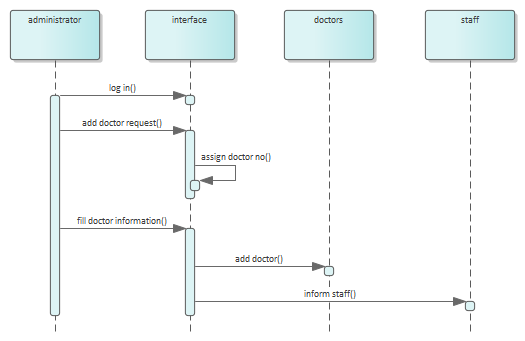 administrator
interface
doctors
staff
log in()
add doctor request()
assign doctor no()
fill doctor information()
add doctor()
inform staff()